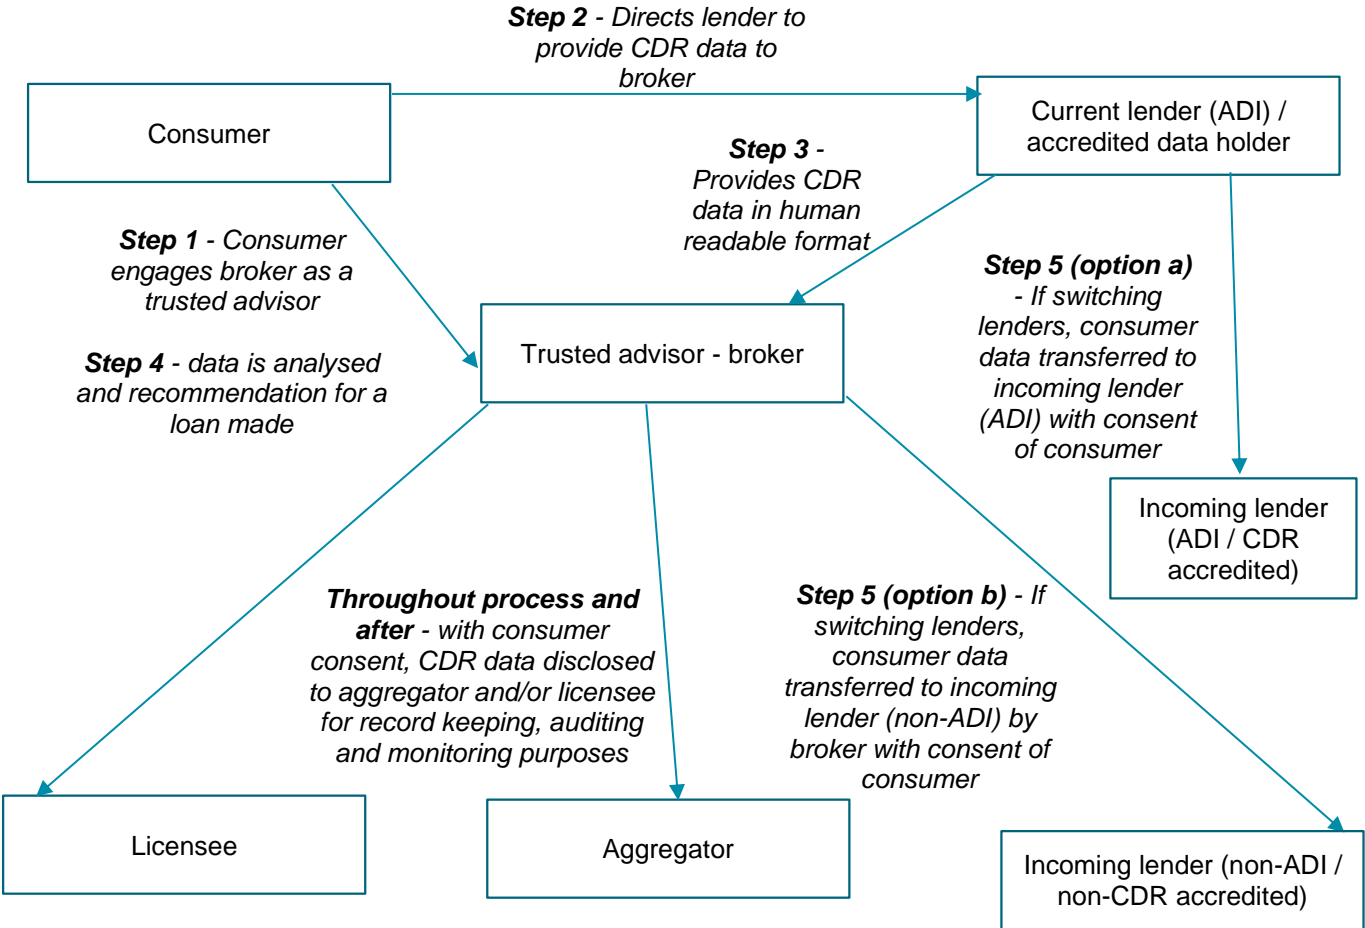 Step 2 - Directs lender to
provide CDR data to
broker
Consumer
Current lender (ADI) /
accredited data holder
Step 3 -
Provides CDR
data in human
readable format
Step 1 - Consumer
engages broker as a
trusted advisor
Step 5 (option a)
- If switching
lenders, consumer
data transferred to
incoming lender
(ADI) with consent
of consumer
Trusted advisor - broker
Step 4 - data is analysed
and recommendation for a
loan made
Incoming lender
(ADI / CDR
accredited)
Throughout process and
after - with consumer
consent, CDR data disclosed
to aggregator and/or licensee
for record keeping, auditing
and monitoring purposes
Step 5 (option b) - If
switching lenders,
consumer data
transferred to incoming
lender (non-ADI) by
broker with consent of
consumer
Licensee
Aggregator
Incoming lender (non-ADI /
non-CDR accredited)